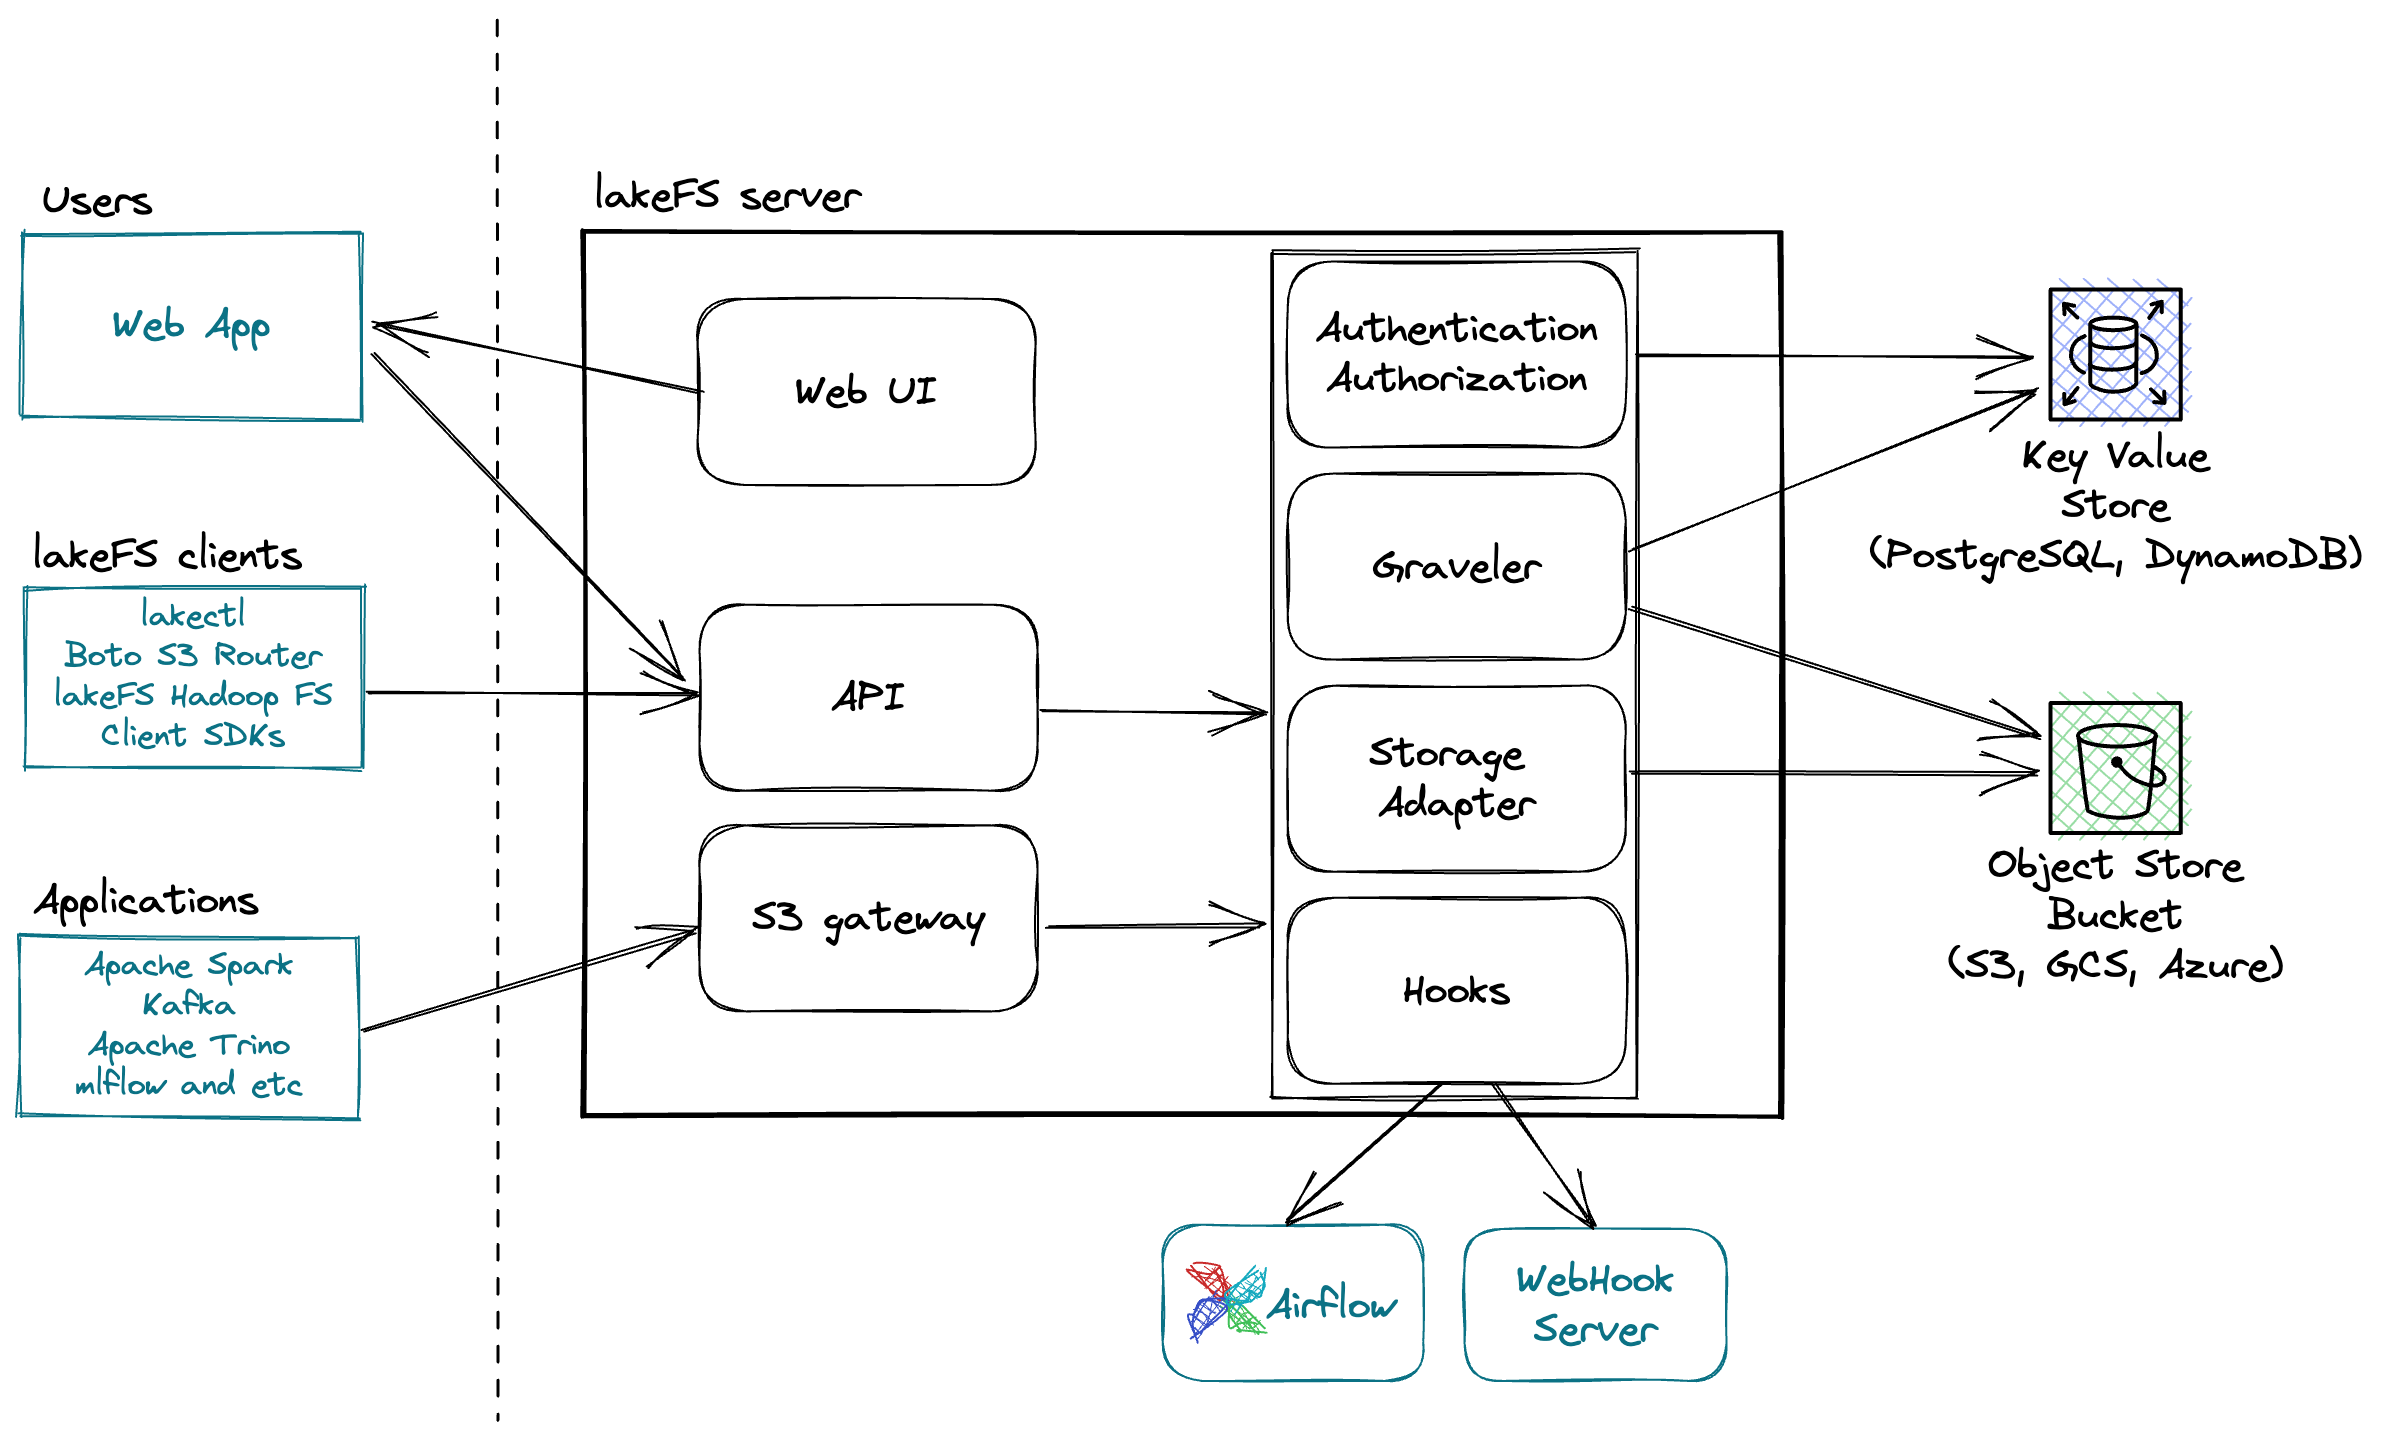 Users
Web App
lakeFS clients
lakectl
Boto S3 Router
lakeFS Hadoop FS
Client SDKs
Applications
Apache Spark
Kafka
Apache Trino
mlflow and etc
lakeFS server
Web UI
API
S3 gateway
Authentication
Authorization
Graveler
Storage
Adapter
Hooks
Key Value
Store
(PostgreSQL, DynamoDB)
Object Store
Bucket
(S3, GCS, Azure)
Airflow
WebHook
Server